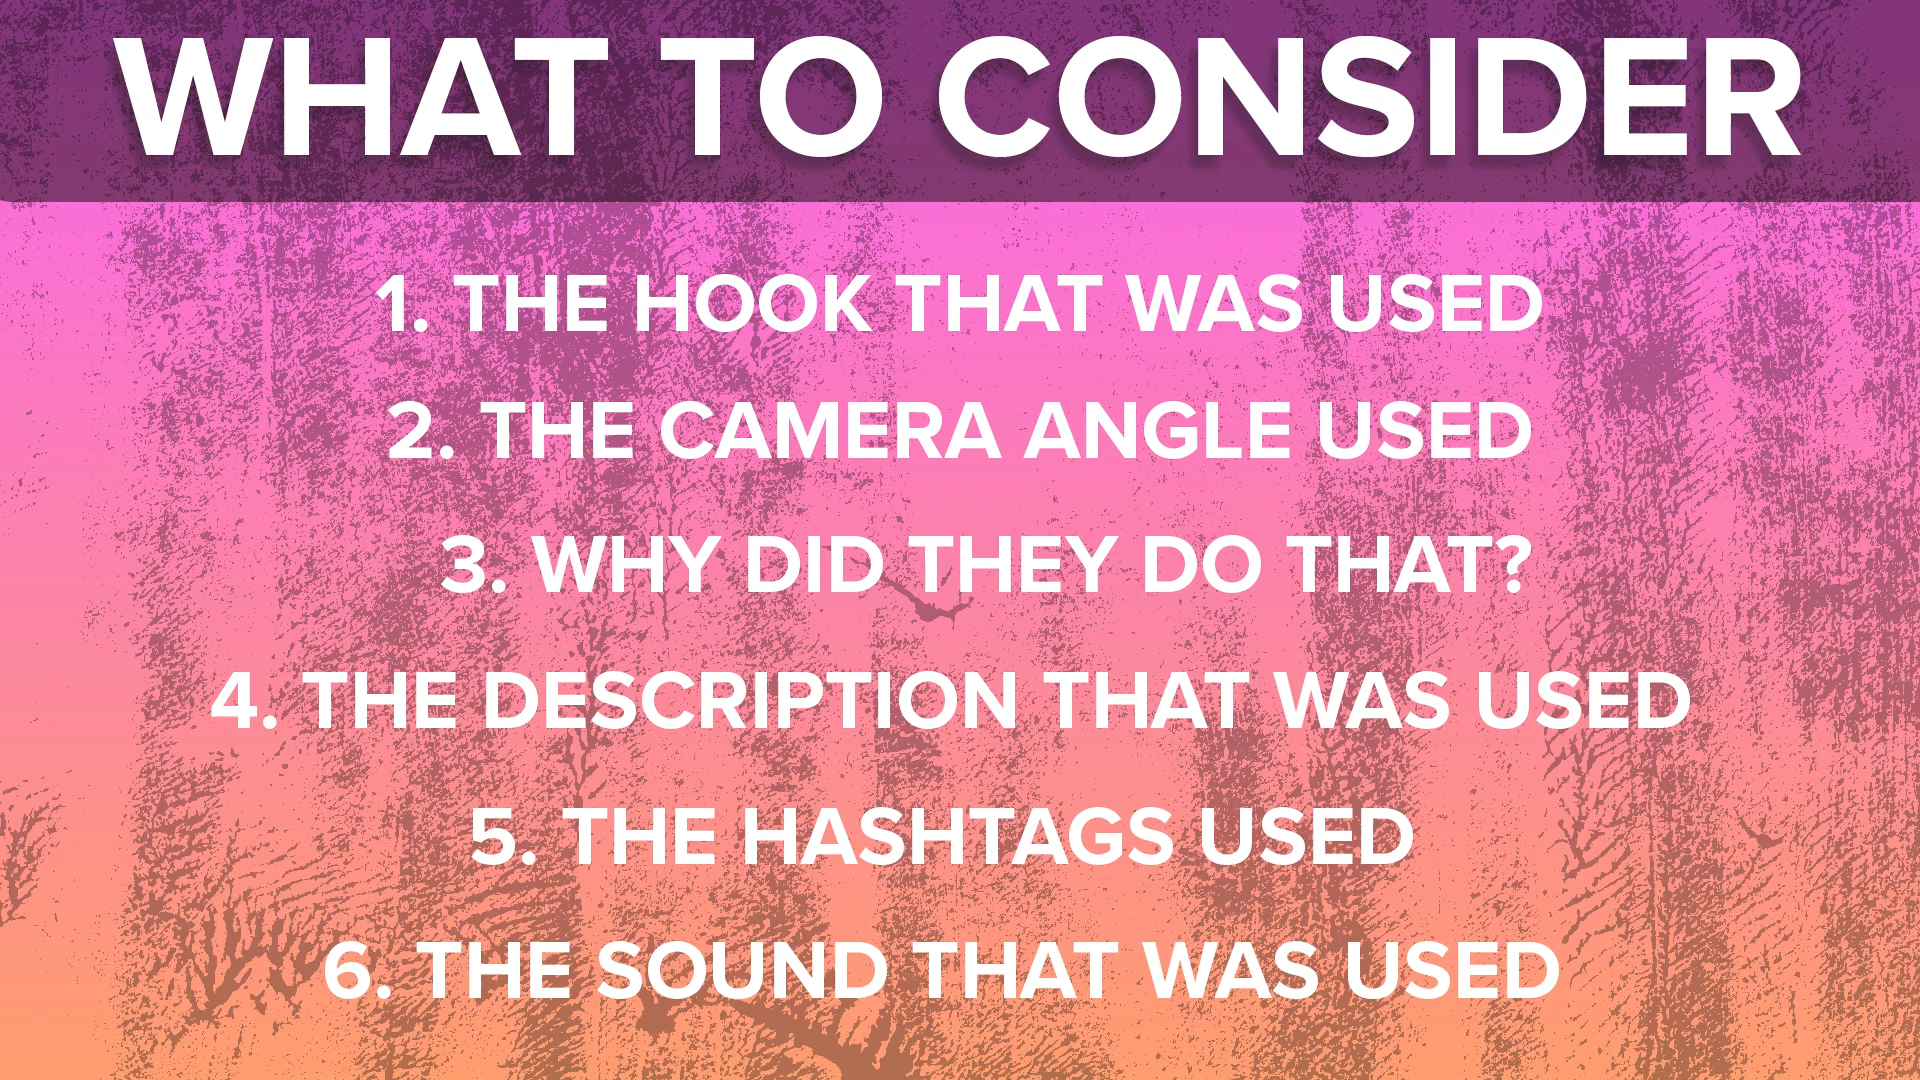 WHAT TO CONSIDER
1. THE HOOK THAT WAS USED
2. THE CAMERA ANGLE USED
3. WHY DID THEY DO THAT?
4. THE DESCRIPTION THAT WAS USED
5. THE HASHTAGS USED
6. THE SOUND THAT WAS USED